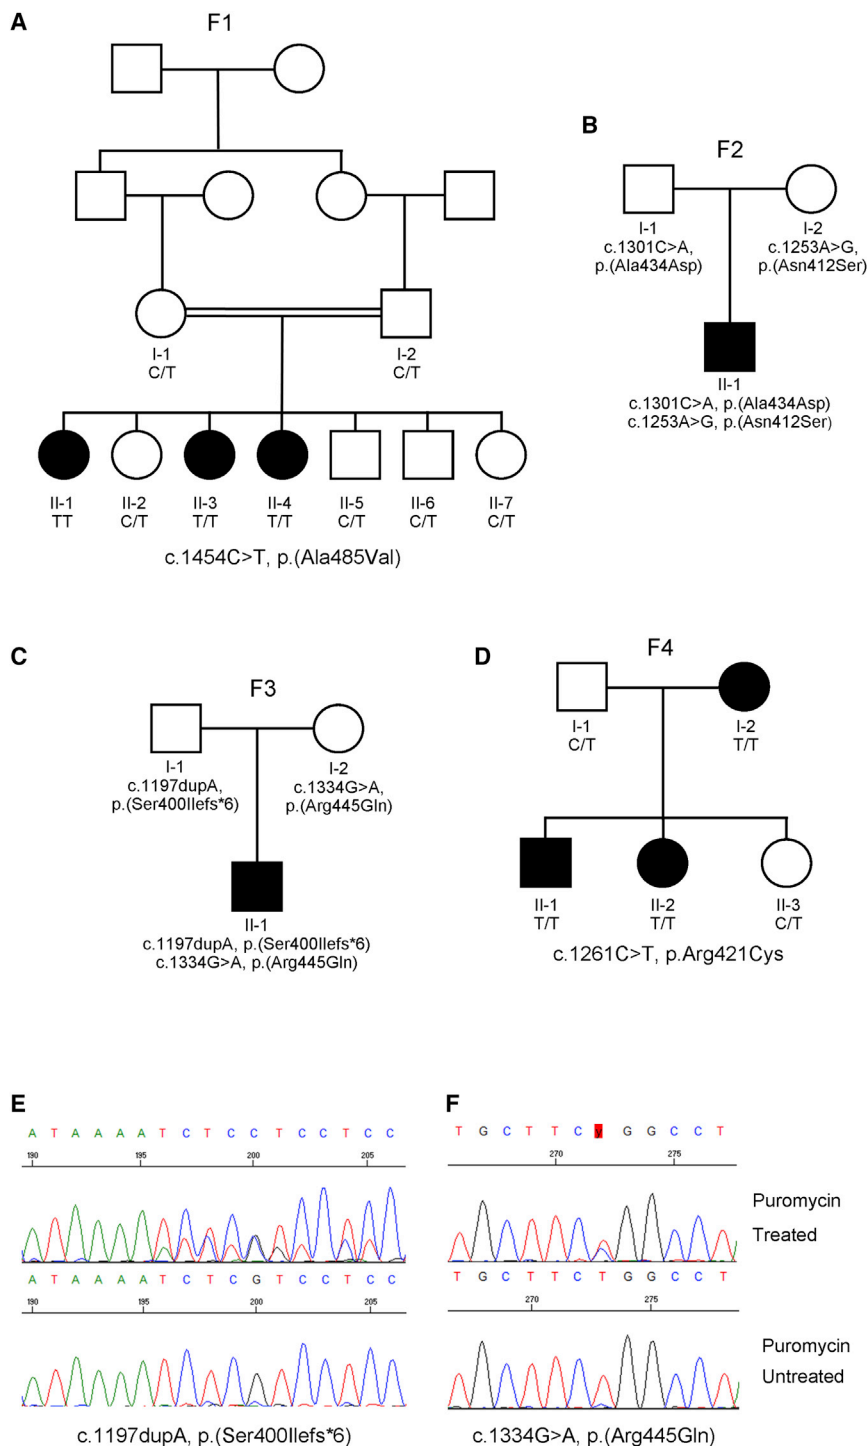 A
F1
I-1
C/T
I-2
C/T
II-1
TT
II-2
C/T
II-3
T/T
II-4
T/T
II-5
C/T
II-6
C/T
II-7
C/T
c.1454C>T, p.(Ala485Val)
B
F2
I-1
c.1301C>A,
p.(Ala434Asp)
I-2
c.1253A>G,
p.(Asn412Ser)
II-1
c.1301C>A, p.(Ala434Asp)
c.1253A>G, p.(Asn412Ser)
C
F3
I-1
c.1197dupA,
p.(Ser400Ilefs*6)
I-2
c.1334G>A,
p.(Arg445Gln)
II-1
c.1197dupA, p.(Ser400Ilefs*6)
c.1334G>A, p.(Arg445Gln)
D
F4
I-1
C/T
I-2
T/T
II-1
T/T
II-2
T/T
II-3
C/T
c.1261C>T, p.Arg421Cys
E
A T A A A A T C T C C T C C T C C
190 195 200 205
A T A A A A T C T C G T C C T C C
190 195 200 205
c.1197dupA, p.(Ser400Ilefs*6)
F
T G C T T C y G G C C T
270 275
Puromycin
Treated
T G C T T C T G G C C T
270 275
Puromycin
Untreated
c.1334G>A, p.(Arg445Gln)